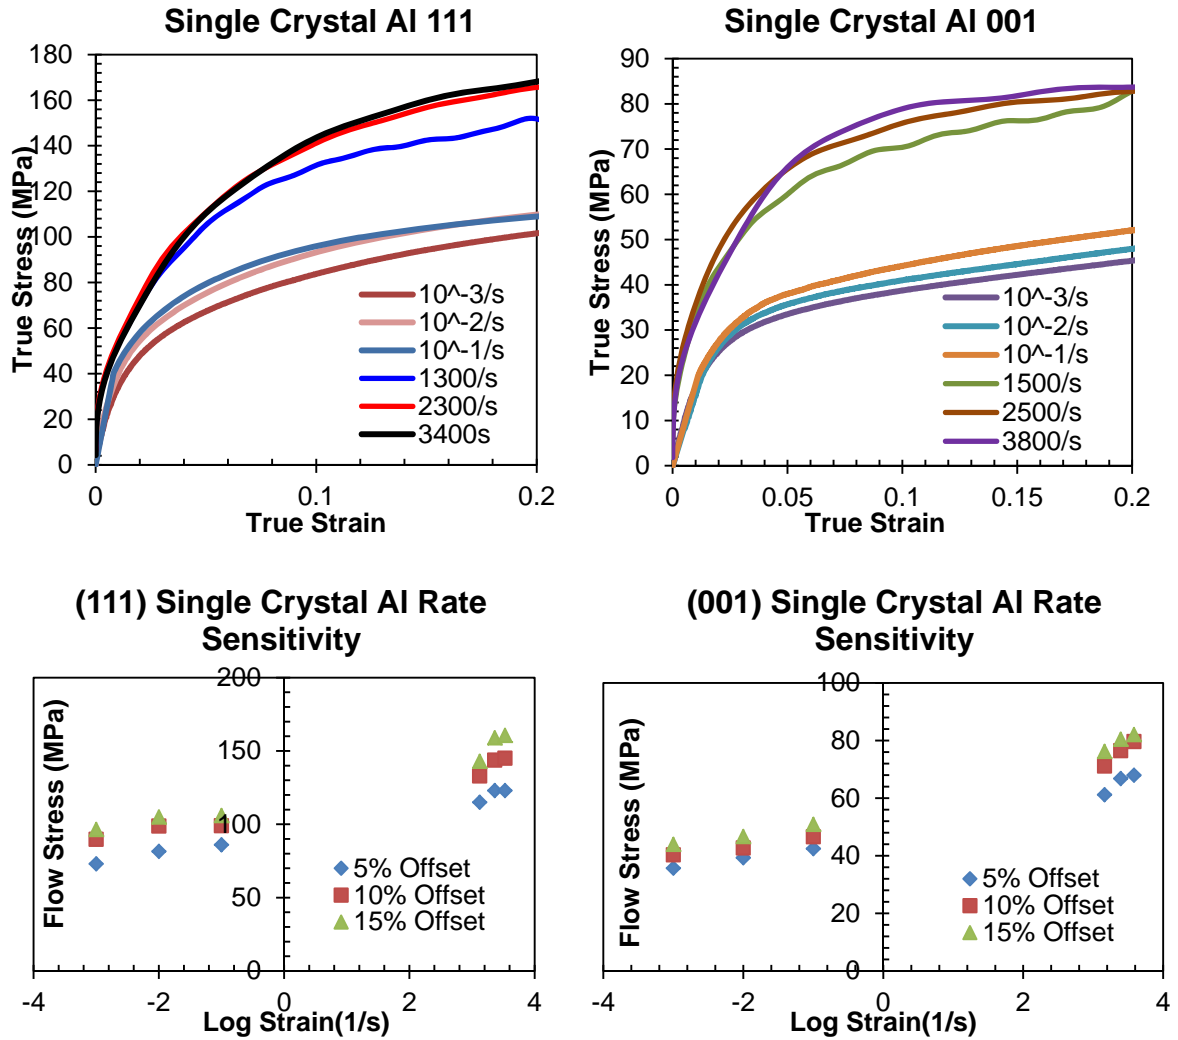 Single Crystal Al 111
180
160
140
120
100
80
60
40
20
0
True Stress (MPa)
10^-3/s
10^-2/s
10^-1/s
1300/s
2300/s
3400s
0
0.1
0.2
True Strain
Single Crystal Al 001
90
80
70
60
50
40
30
20
10
0
True Stress (MPa)
10^-3/s
10^-2/s
10^-1/s
1500/s
2500/s
3800/s
0
0.05
0.1
0.15
0.2
True Strain
(111) Single Crystal Al Rate
Sensitivity
200
150
100
50
0
Flow Stress (MPa)
5% Offset
10% Offset
15% Offset
-4
-2
0
2
4
Log Strain(1/s)
(001) Single Crystal Al Rate
Sensitivity
100
80
60
40
20
0
Flow Stress (MPa)
5% Offset
10% Offset
15% Offset
-4
-2
0
2
4
Log Strain(1/s)